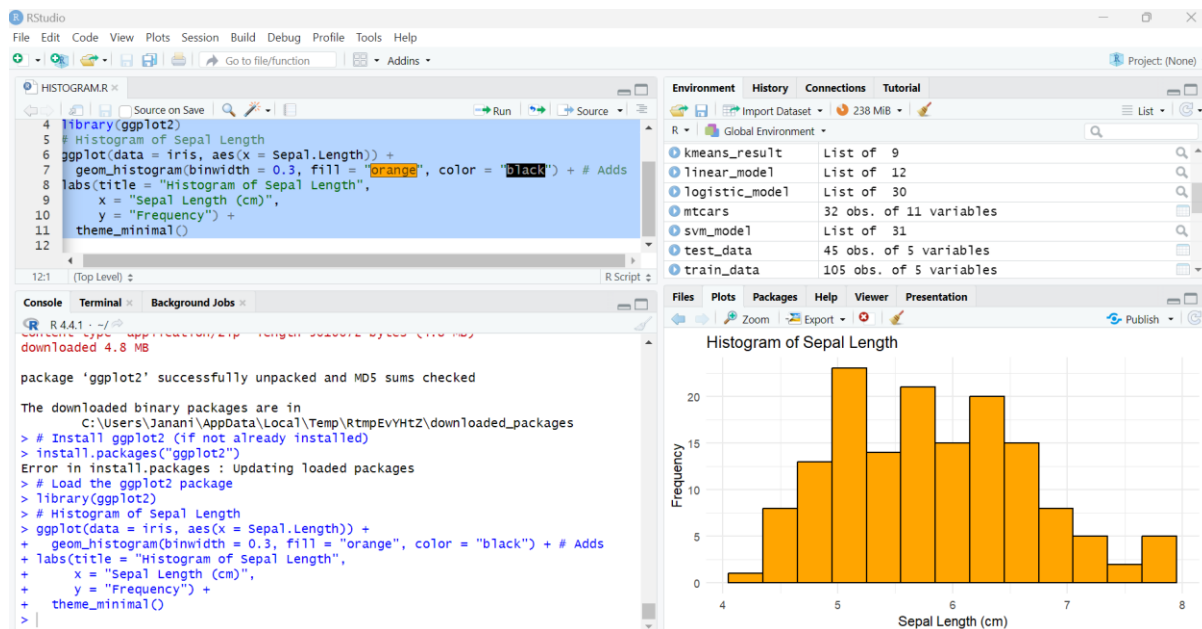 RStudio
File Edit Code View Plots Session Build Debug Profile Tools Help
Go to file/function Addins Project: (None)
HISTOGRAM.R
Source on Save Run Source
4 library(ggplot2)
5 # Histogram of Sepal Length
6 ggplot(data = iris, aes(x = Sepal.Length)) +
7 geom_histogram(binwidth = 0.3, fill = "orange", color = "black") + # Adds
8 labs(title = "Histogram of Sepal Length",
9 x = "Sepal Length (cm)",
10 y = "Frequency") +
11 theme_minimal()
12
12:1 (Top Level) R Script
Console Terminal Background Jobs
R 4.4.1 · ~/
downloaded 4.8 MB
package ‘ggplot2’ successfully unpacked and MD5 sums checked
The downloaded binary packages are in
C:\Users\Janani\AppData\Local\Temp\RtmpEvYHtZ\downloaded_packages
> # Install ggplot2 (if not already installed)
> install.packages("ggplot2")
Error in install.packages : Updating loaded packages
> # Load the ggplot2 package
> library(ggplot2)
> # Histogram of Sepal Length
> ggplot(data = iris, aes(x = Sepal.Length)) +
+ geom_histogram(binwidth = 0.3, fill = "orange", color = "black") + # Adds
+ labs(title = "Histogram of Sepal Length",
+ x = "Sepal Length (cm)",
+ y = "Frequency") +
+ theme_minimal()
>
Environment History Connections Tutorial
Import Dataset 238 MiB List
R Global Environment
kmeans_result List of 9
linear_model List of 12
logistic_model List of 30
mtcars 32 obs. of 11 variables
svm_model List of 31
test_data 45 obs. of 5 variables
train_data 105 obs. of 5 variables
Files Plots Packages Help Viewer Presentation
Zoom Export Publish
Histogram of Sepal Length
20
15
10
5
0
Frequency
4 5 6 7 8
Sepal Length (cm)